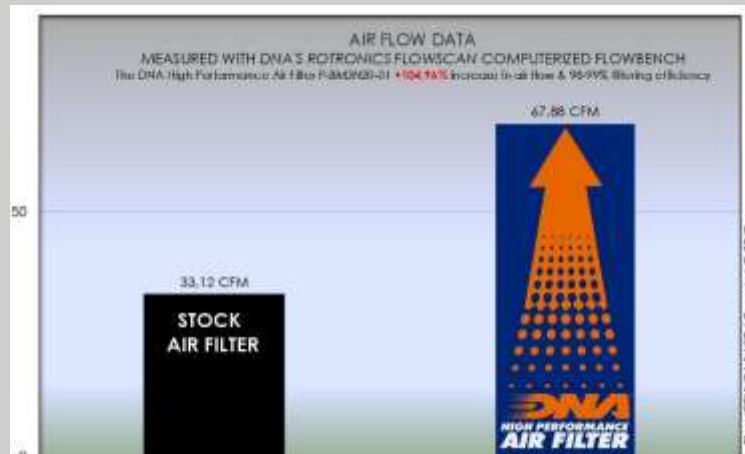 AIR FLOW DATA
MEASURED WITH DNA'S ROTRONICS FLOWSCAN COMPUTERIZED FLOWBENCH
The DNA High Performance Air Filter +104,96% increase in air flow & 98-99% filtering efficiency
67,88 CFM
50
33,12 CFM
STOCK
AIR FILTER
DNA
HIGH PERFORMANCE
AIR FILTER
0